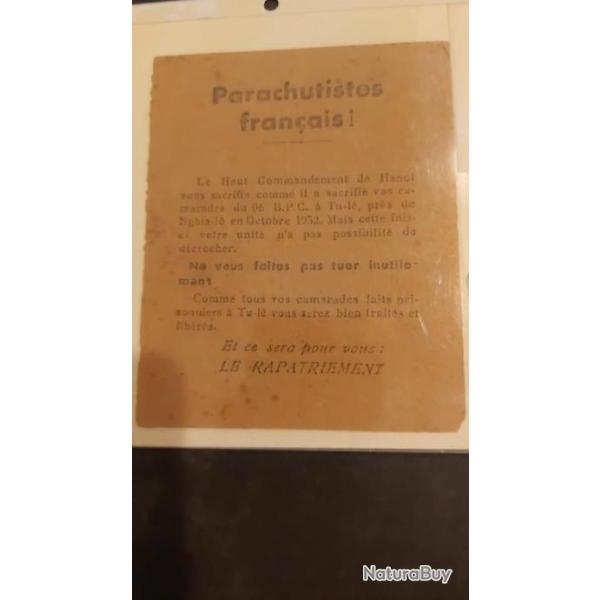 Parachutistes
français!
Le Haut Commandement de Hanoï
vous sacrifie comme il a sacrifié vos ca-
marades du 6è B.P.C. à Tu-lê, près de
Nghia-lô en Octobre 1952. Mais cette fois-
ci votre unité n'a pas possibilité de
décrocher.
Ne vous faites pas tuer inutile-
ment
Comme tous vos camarades faits pri-
sonniers à Tu-lê vous serez bien traités et
libérés.
Et ce sera pour vous :
LE RAPATRIEMENT
NaturaBuy